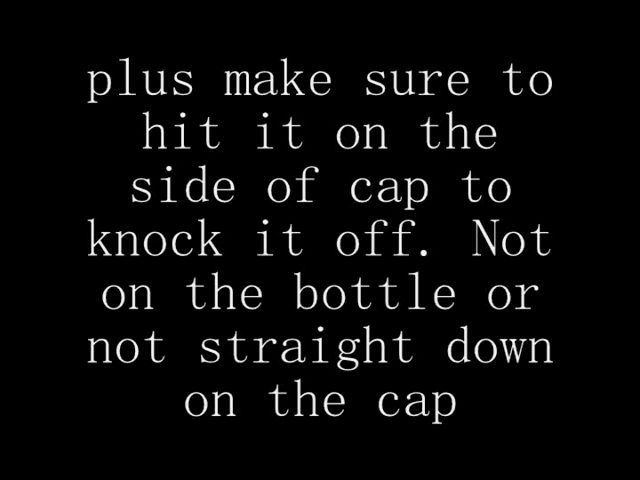 plus make sure to
hit it on the
side of cap to
knock it off. Not
on the bottle or
not straight down
on the cap